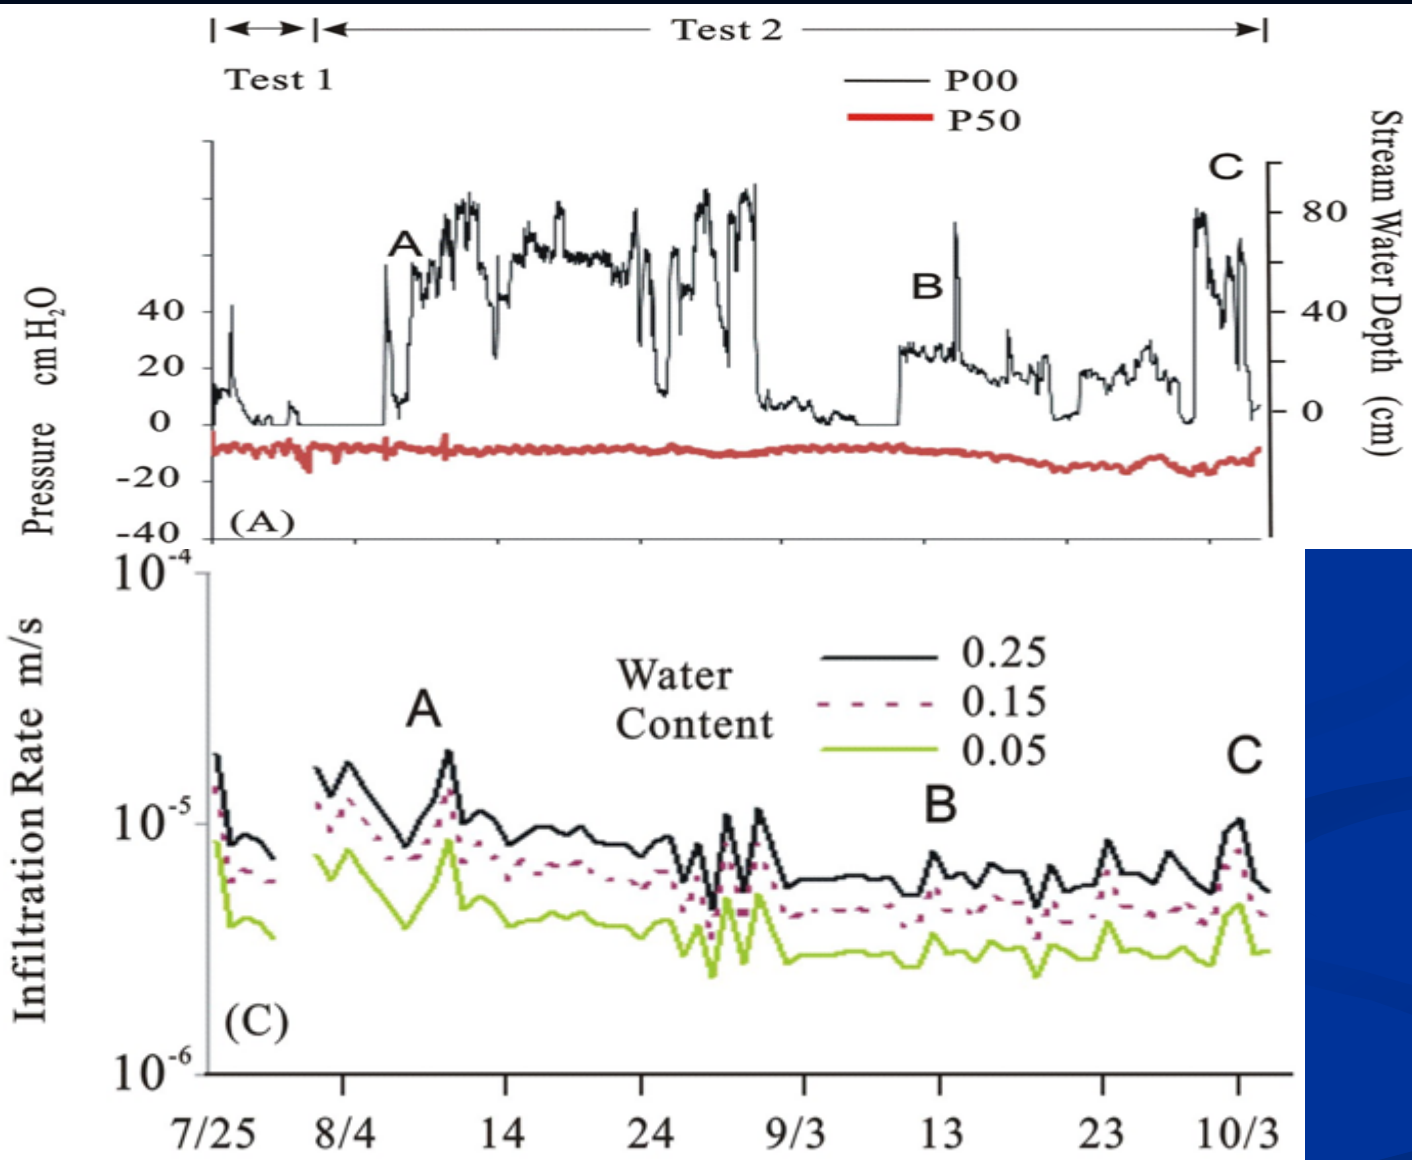 Test 2
Test 1
P00
P50
Stream Water Depth (cm)
C
A
B
80
40
0
Pressure cm H₂O
40
20
0
-20
-40
(A)
10⁻⁴
10⁻⁵
10⁻⁶
Infiltration Rate m/s
Water
Content
0.25
0.15
0.05
A
B
C
(C)
7/25 8/4 14 24 9/3 13 23 10/3